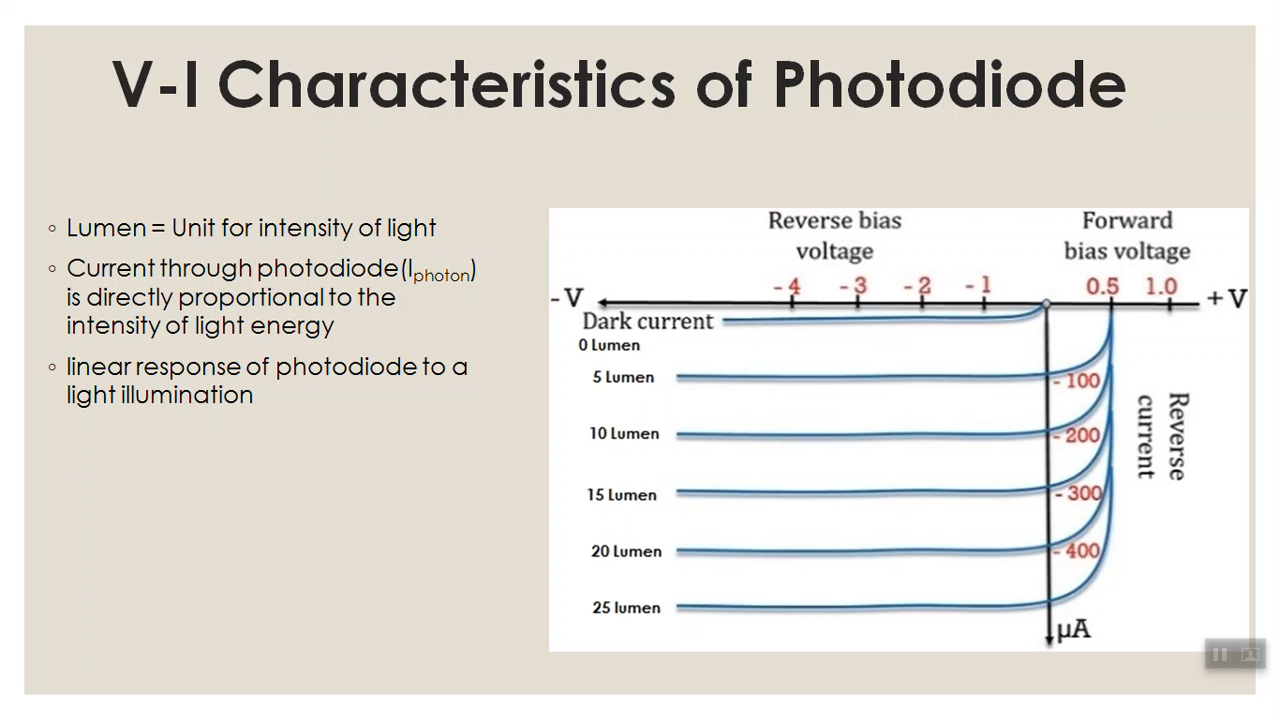 V-I Characteristics of Photodiode
◦ Lumen = Unit for intensity of light
◦ Current through photodiode(Iphoton)
is directly proportional to the
intensity of light energy
◦ linear response of photodiode to a
light illumination
Reverse bias
voltage
Forward
bias voltage
- 4 - 3 - 2 - 1 0.5 1.0
- V
+ V
Dark current
0 Lumen
5 Lumen
- 100
10 Lumen
- 200
15 Lumen
- 300
20 Lumen
- 400
25 lumen
Reverse
current
μA